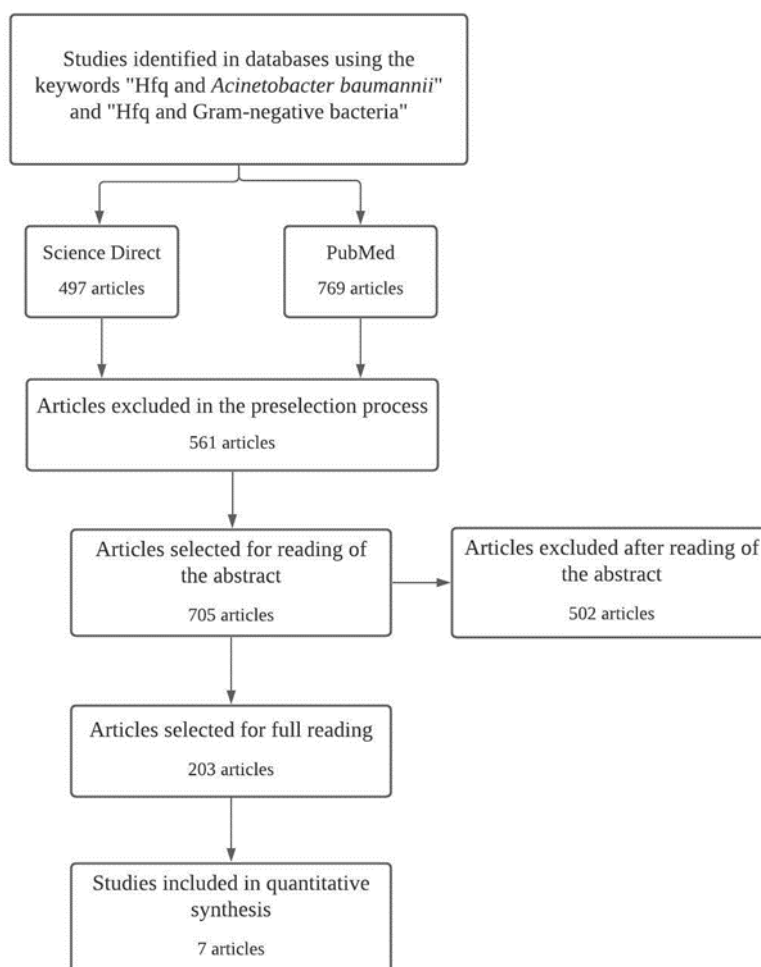 Studies identified in databases using the
keywords "Hfq and Acinetobacter baumannii"
and "Hfq and Gram-negative bacteria"
Science Direct
497 articles
PubMed
769 articles
Articles excluded in the preselection process
561 articles
Articles selected for reading of
the abstract
705 articles
Articles excluded after reading of
the abstract
502 articles
Articles selected for full reading
203 articles
Studies included in quantitative
synthesis
7 articles